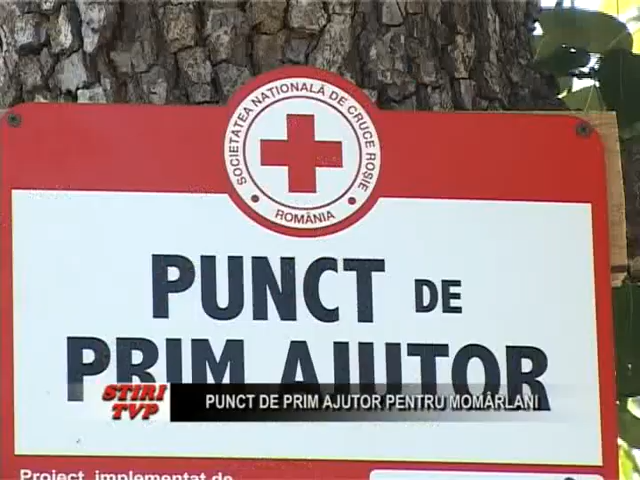 SOCIETATEA NAȚIONALĂ DE CRUCE ROȘIE
ROMÂNIA
PUNCT DE
PRIM AJUTOR
STIRI
TVP
PUNCT DE PRIM AJUTOR PENTRU MOMÂRLANI
Proiect implementat de